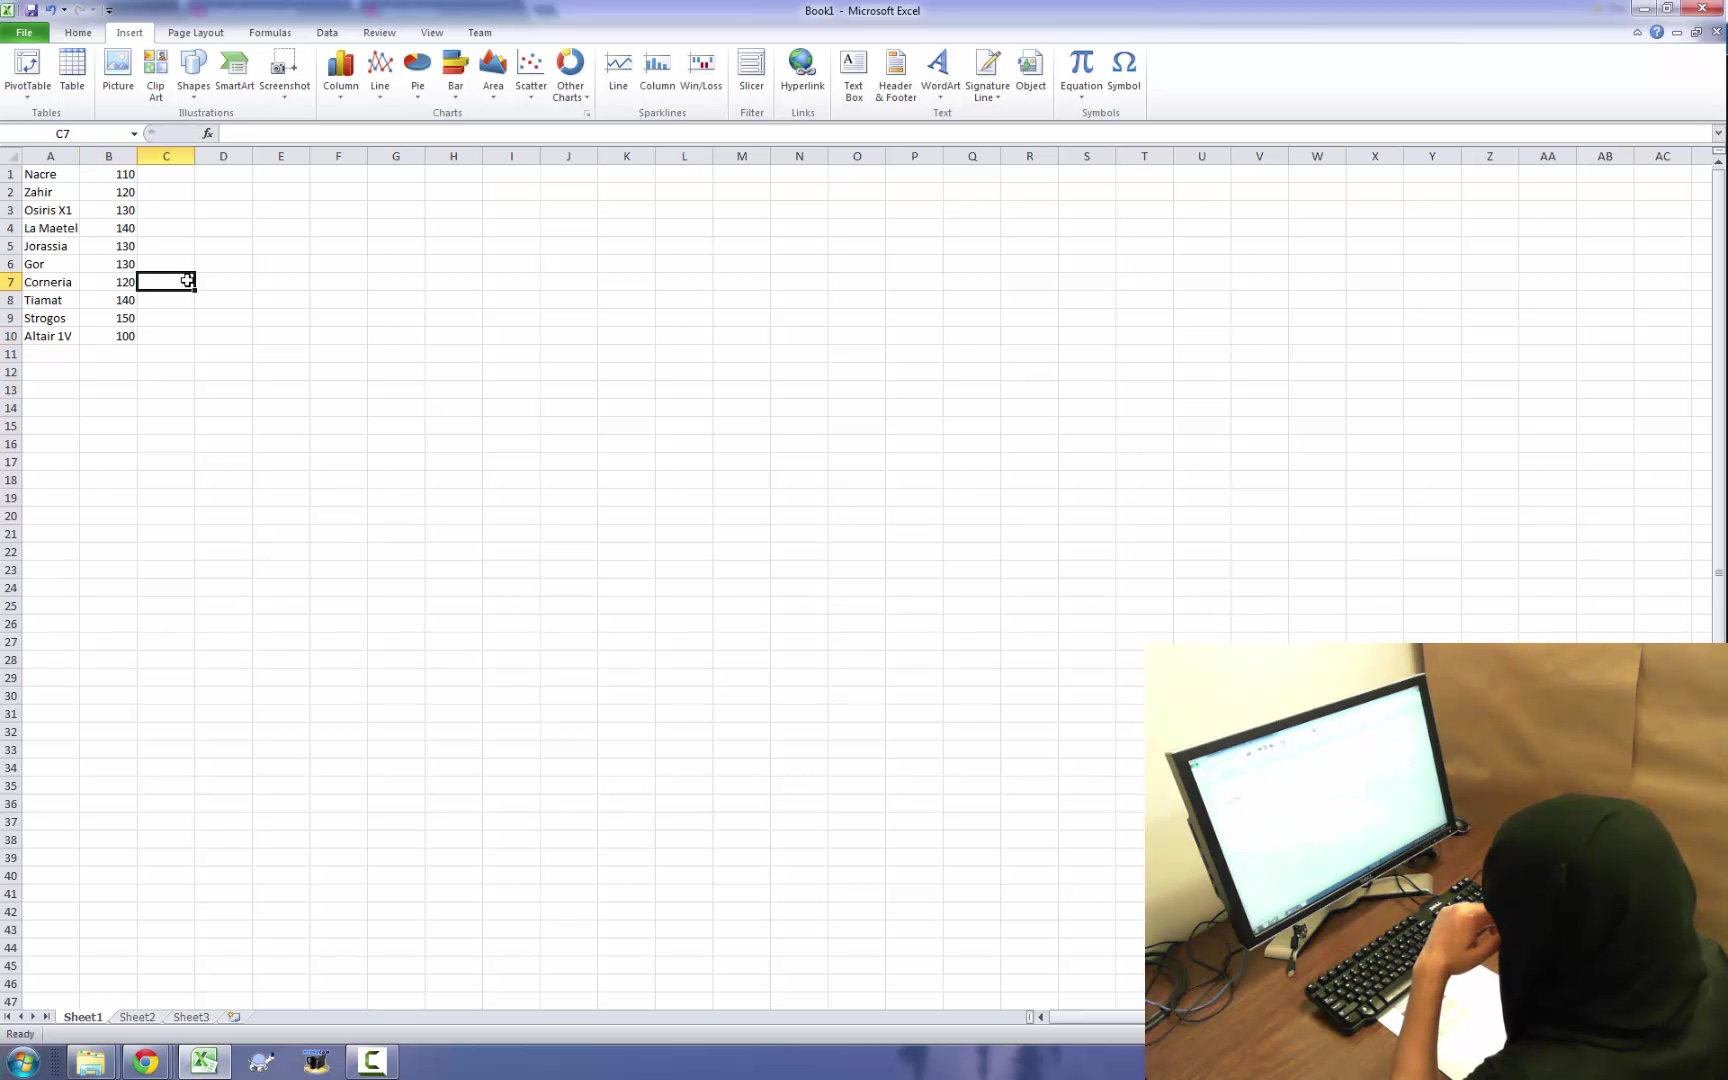 Book1 - Microsoft Excel
File Home Insert Page Layout Formulas Data Review View Team
PivotTable Table Picture Clip Art Shapes SmartArt Screenshot Column Line Pie Bar Area Scatter Other Charts Line Column Win/Loss Slicer Hyperlink Text Box Header & Footer WordArt Signature Line Object Equation Symbol
Tables Illustrations Charts Sparklines Filter Links Text Symbols
C7 fx
A B C D E F G H I J K L M N O P Q R S T U V W X Y Z AA AB AC
1 Nacre 110
2 Zahir 120
3 Osiris X1 130
4 La Maetel 140
5 Jorassia 130
6 Gor 130
7 Corneria 120
8 Tiamat 140
9 Strogos 150
10 Altair 1V 100
11
12
13
14
15
16
17
18
19
20
21
22
23
24
25
26
27
28
29
30
31
32
33
34
35
36
37
38
39
40
41
42
43
44
45
46
47
Sheet1 Sheet2 Sheet3
Ready